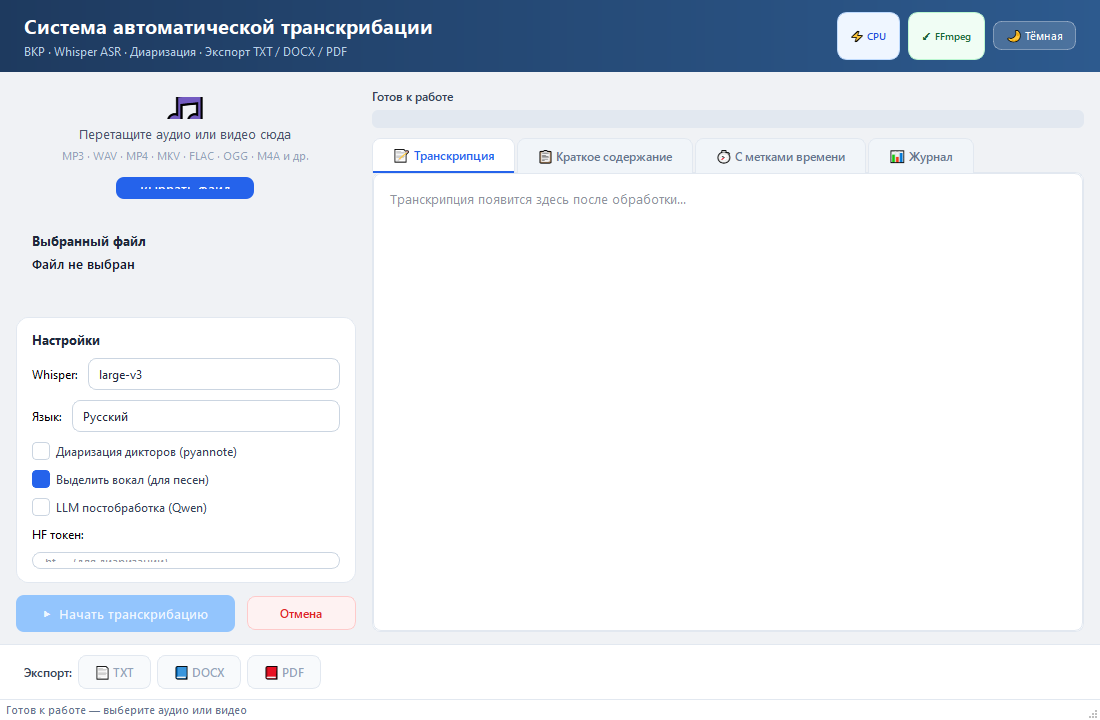 Система автоматической транскрибации
ВКР · Whisper ASR · Диаризация · Экспорт TXT / DOCX / PDF
CPU
✓ FFmpeg
Тёмная
Перетащите аудио или видео сюда
MP3 · WAV · MP4 · MKV · FLAC · OGG · M4A и др.
Выбранный файл
Файл не выбран
Настройки
Whisper: large-v3
Язык: Русский
Диаризация дикторов (pyannote)
Выделить вокал (для песен)
LLM постобработка (Qwen)
HF токен:
Начать транскрибацию
Отмена
Готов к работе
Транскрипция
Краткое содержание
С метками времени
Журнал
Транскрипция появится здесь после обработки...
Экспорт: TXT DOCX PDF
Готов к работе — выберите аудио или видео